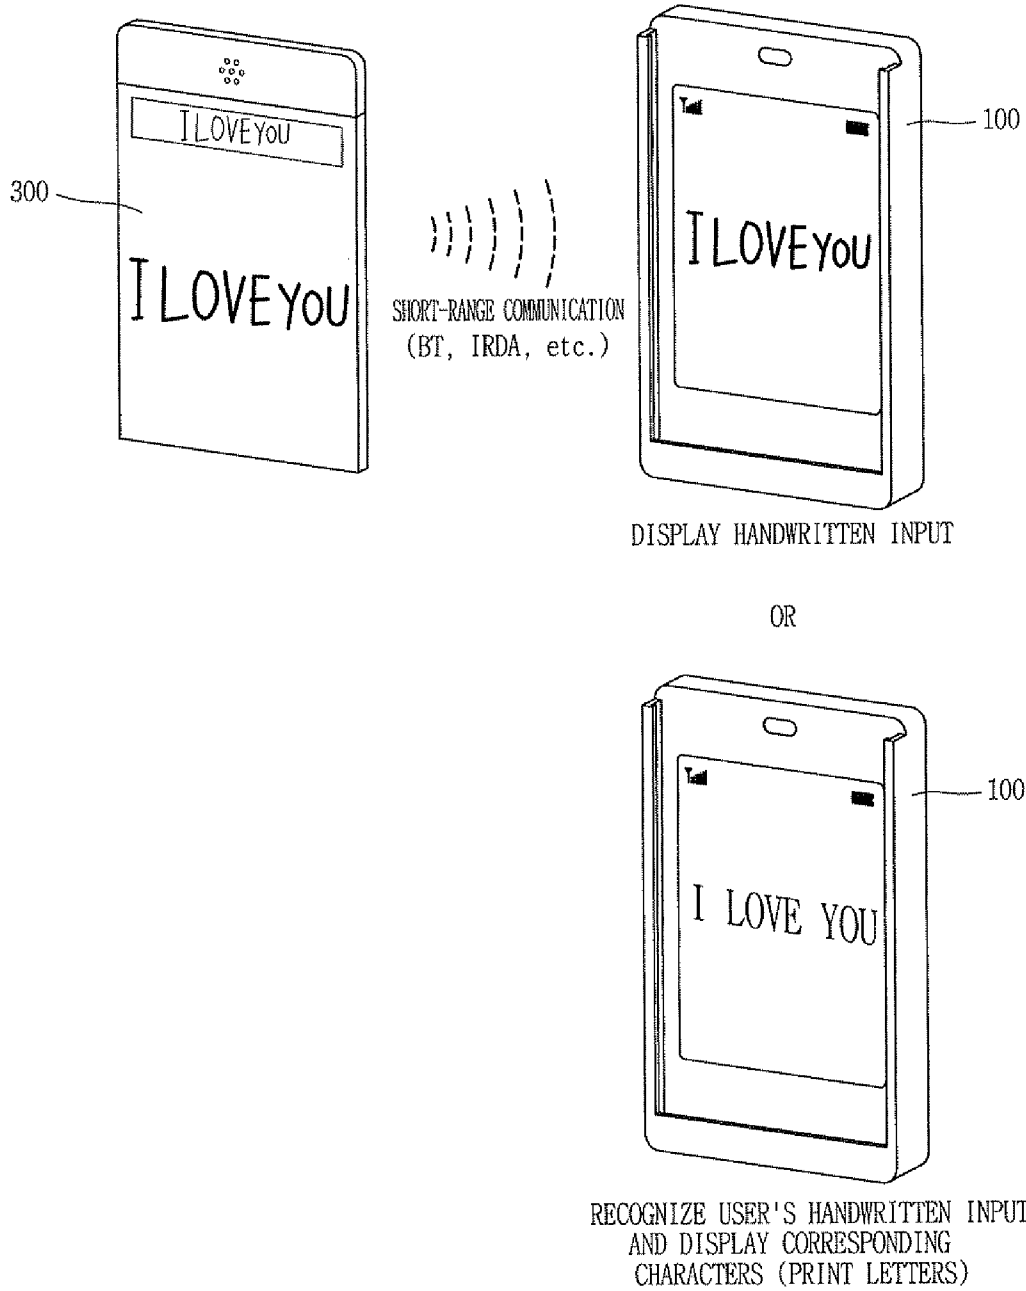 I LOVE YOU
300
I LOVE YOU
SHORT-RANGE COMMUNICATION
(BT, IRDA, etc.)
100
I LOVE YOU
DISPLAY HANDWRITTEN INPUT
OR
100
I LOVE YOU
RECOGNIZE USER'S HANDWRITTEN INPUT
AND DISPLAY CORRESPONDING
CHARACTERS (PRINT LETTERS)